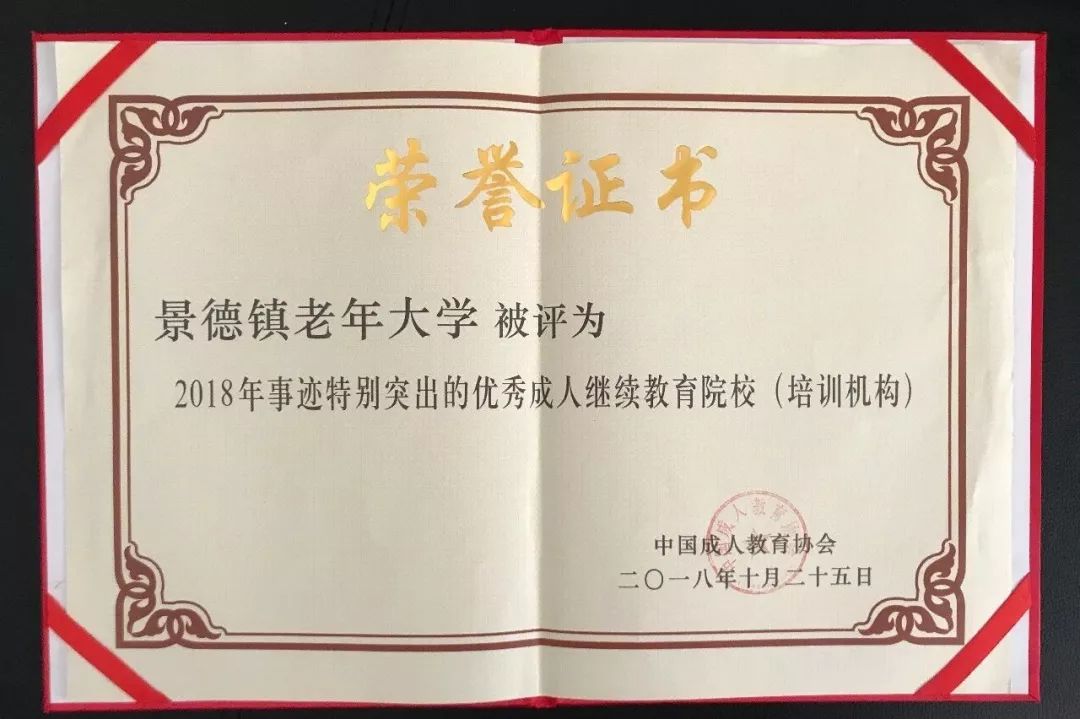 荣誉证书
景德镇老年大学 被评为
2018年事迹特别突出的优秀成人继续教育院校（培训机构）
中国成人教育协会
二〇一八年十月二十五日